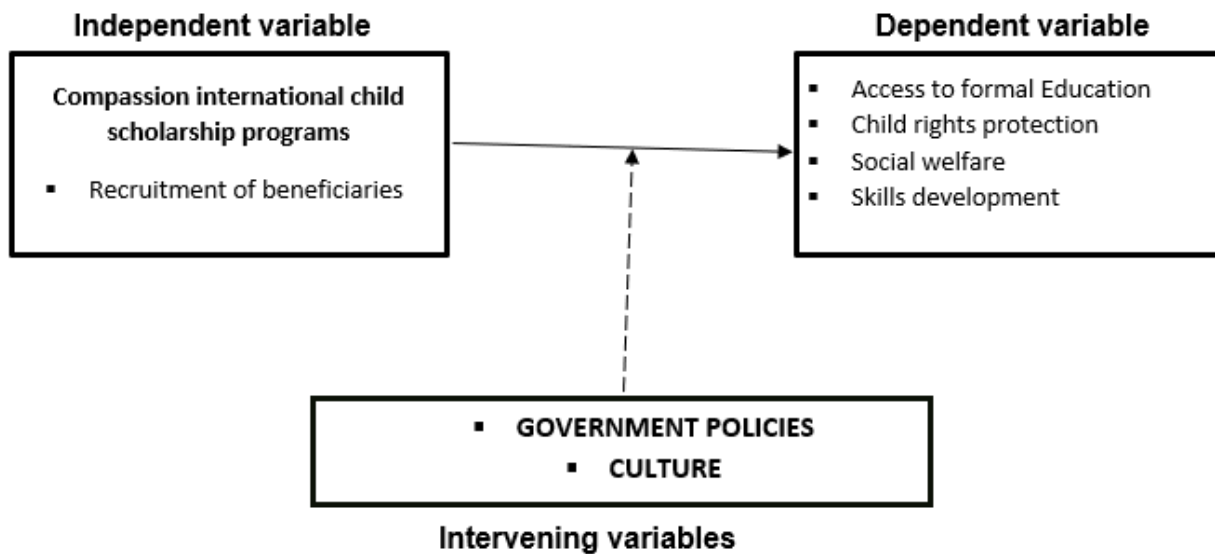 Independent variable
Compassion international child
scholarship programs
▪ Recruitment of beneficiaries
Dependent variable
▪ Access to formal Education
▪ Child rights protection
▪ Social welfare
▪ Skills development
▪ GOVERNMENT POLICIES
▪ CULTURE
Intervening variables